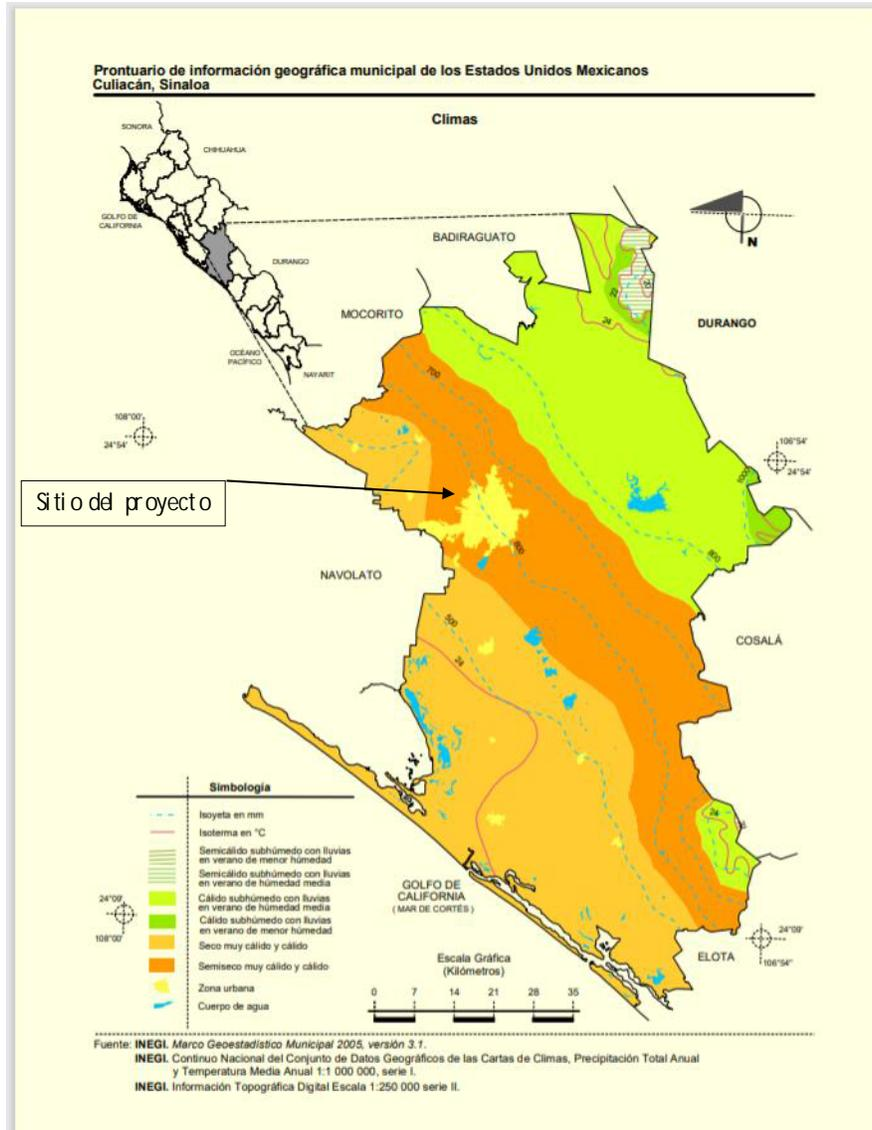 Prontuario de información geográfica municipal de los Estados Unidos Mexicanos
Culiacán, Sinaloa
Climas
SONORA
CHIHUAHUA
GOLFO DE
CALIFORNIA
DURANGO
OCÉANO
PACÍFICO
NAYARIT
N
BADIRAGUATO
MOCORITO
DURANGO
22
20
24
700
108°00'
24°54'
106°54'
24°54'
1000
Sitio del proyecto
600
800
NAVOLATO
500
24
COSALÁ
24
Simbología
Isoyeta en mm
Isoterma en °C
Semicálido subhúmedo con lluvias
en verano de menor húmedad
Semicálido subhúmedo con lluvias
en verano de húmedad media
Cálido subhúmedo con lluvias
en verano de húmedad media
Cálido subhúmedo con lluvias
en verano de menor húmedad
Seco muy cálido y cálido
Semiseco muy cálido y cálido
Zona urbana
Cuerpo de agua
24°09'
108°00'
GOLFO DE
CALIFORNIA
( MAR DE CORTÉS )
24°09'
106°54'
ELOTA
Escala Gráfica
(Kilómetros)
0 7 14 21 28 35
Fuente: INEGI. Marco Geoestadístico Municipal 2005, versión 3.1.
INEGI. Continuo Nacional del Conjunto de Datos Geográficos de las Cartas de Climas, Precipitación Total Anual
y Temperatura Media Anual 1:1 000 000, serie I.
INEGI. Información Topográfica Digital Escala 1:250 000 serie II.